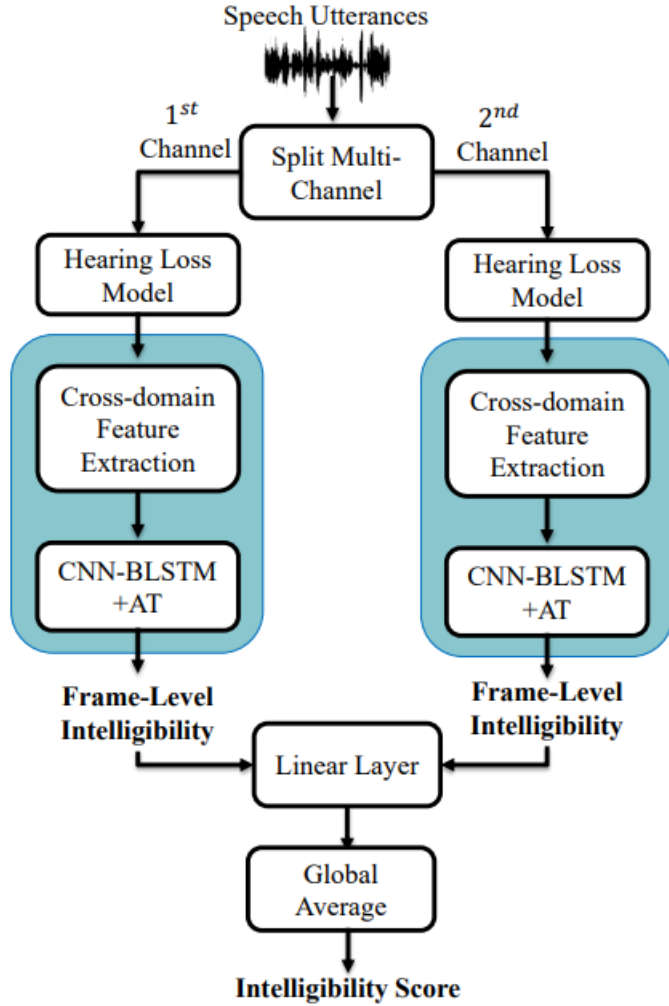 Speech Utterances
1st
Channel
2nd
Channel
Split Multi-
Channel
Hearing Loss
Model
Hearing Loss
Model
Cross-domain
Feature
Extraction
Cross-domain
Feature
Extraction
CNN-BLSTM
+AT
CNN-BLSTM
+AT
Frame-Level
Intelligibility
Frame-Level
Intelligibility
Linear Layer
Global
Average
Intelligibility Score